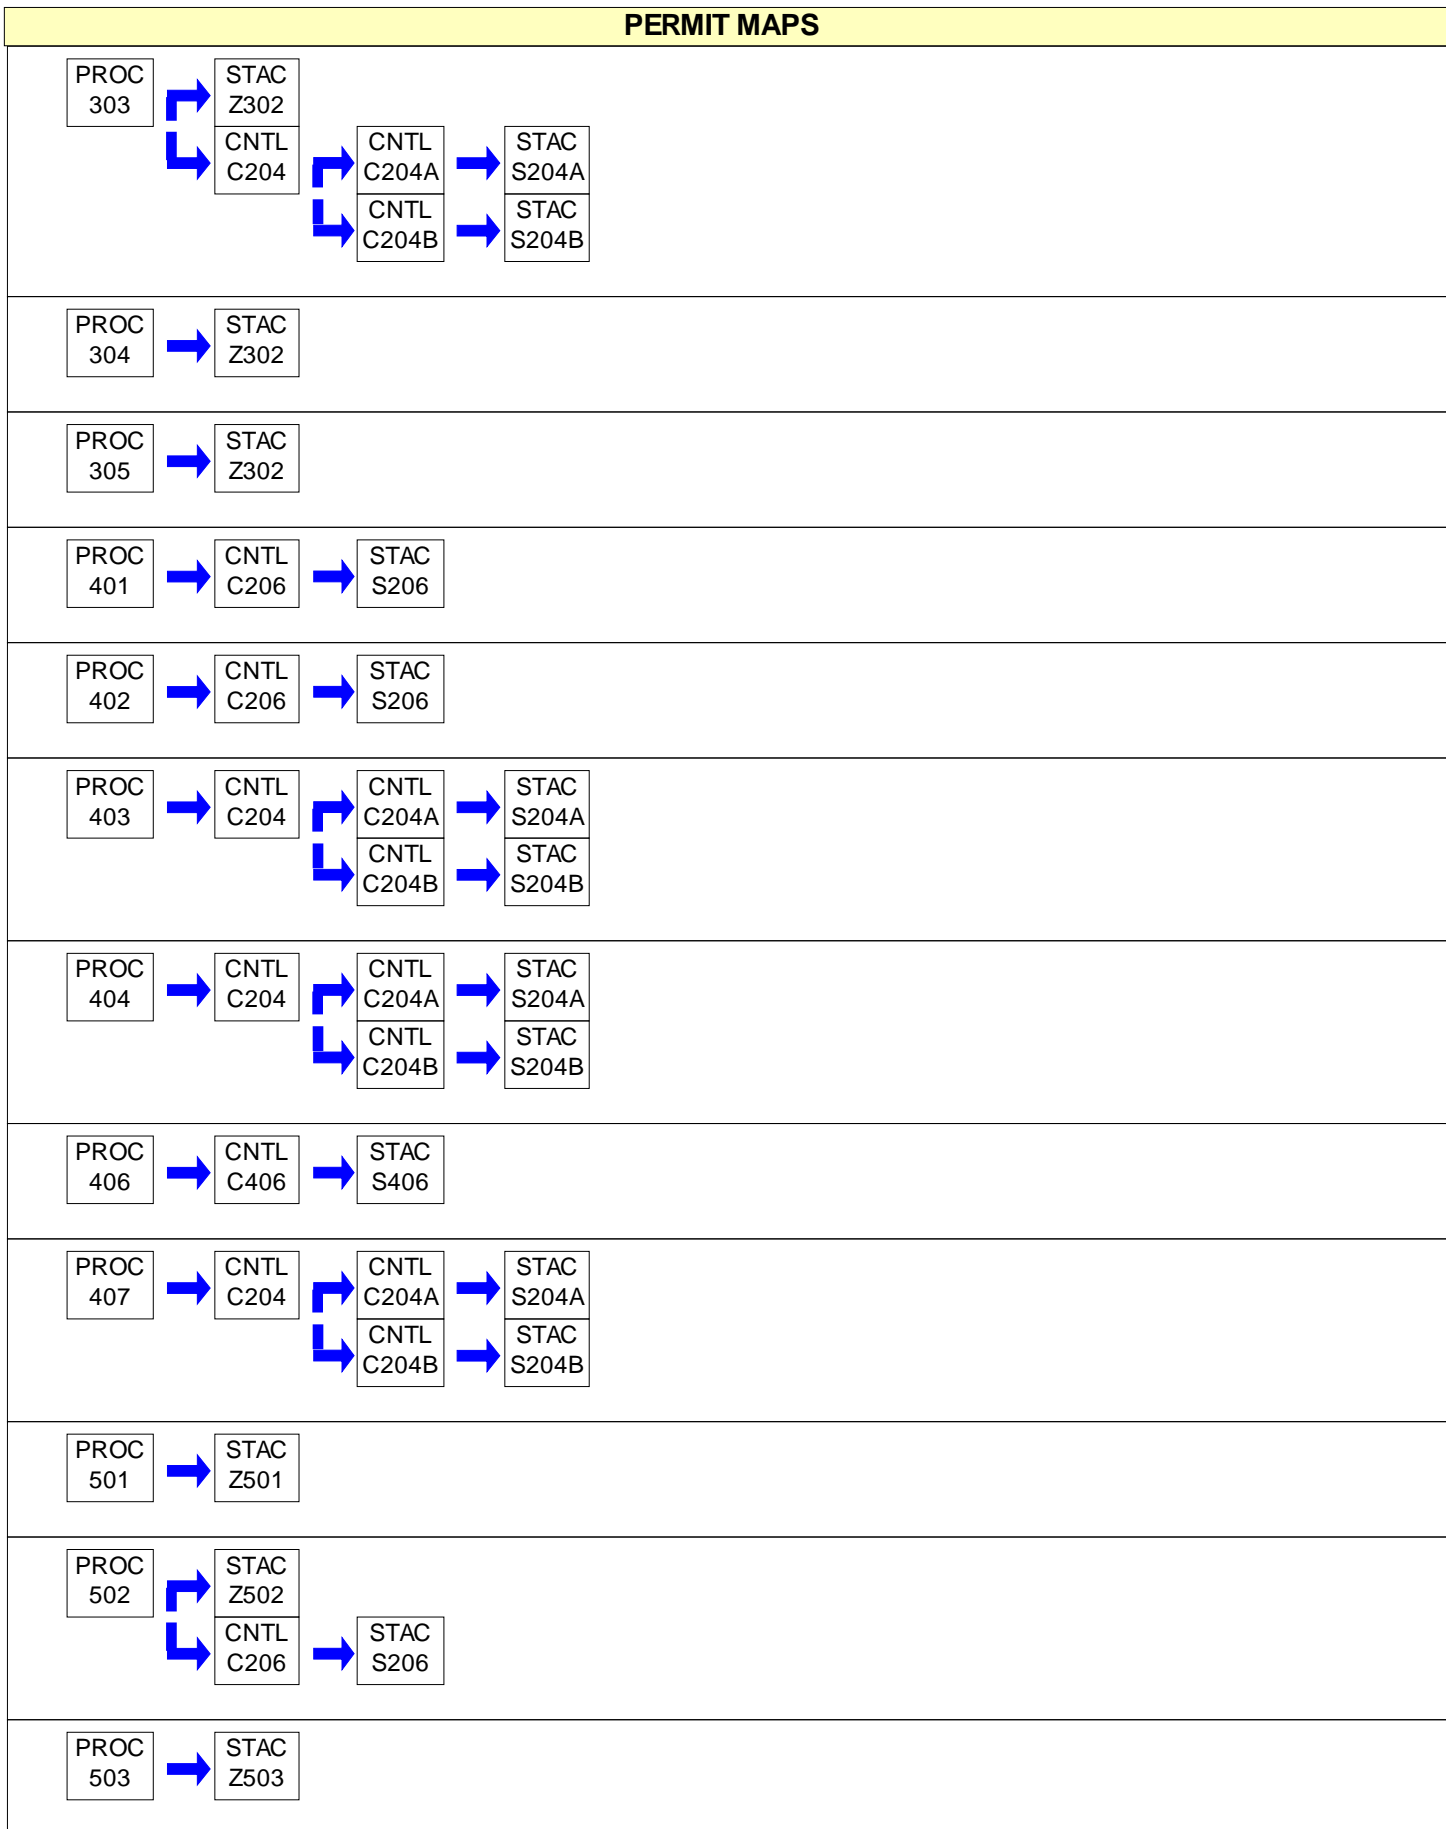 PERMIT MAPS
PROC
303
STAC
Z302
CNTL
C204
CNTL
C204A
STAC
S204A
CNTL
C204B
STAC
S204B
PROC
304
STAC
Z302
PROC
305
STAC
Z302
PROC
401
CNTL
C206
STAC
S206
PROC
402
CNTL
C206
STAC
S206
PROC
403
CNTL
C204
CNTL
C204A
STAC
S204A
CNTL
C204B
STAC
S204B
PROC
404
CNTL
C204
CNTL
C204A
STAC
S204A
CNTL
C204B
STAC
S204B
PROC
406
CNTL
C406
STAC
S406
PROC
407
CNTL
C204
CNTL
C204A
STAC
S204A
CNTL
C204B
STAC
S204B
PROC
501
STAC
Z501
PROC
502
STAC
Z502
CNTL
C206
STAC
S206
PROC
503
STAC
Z503